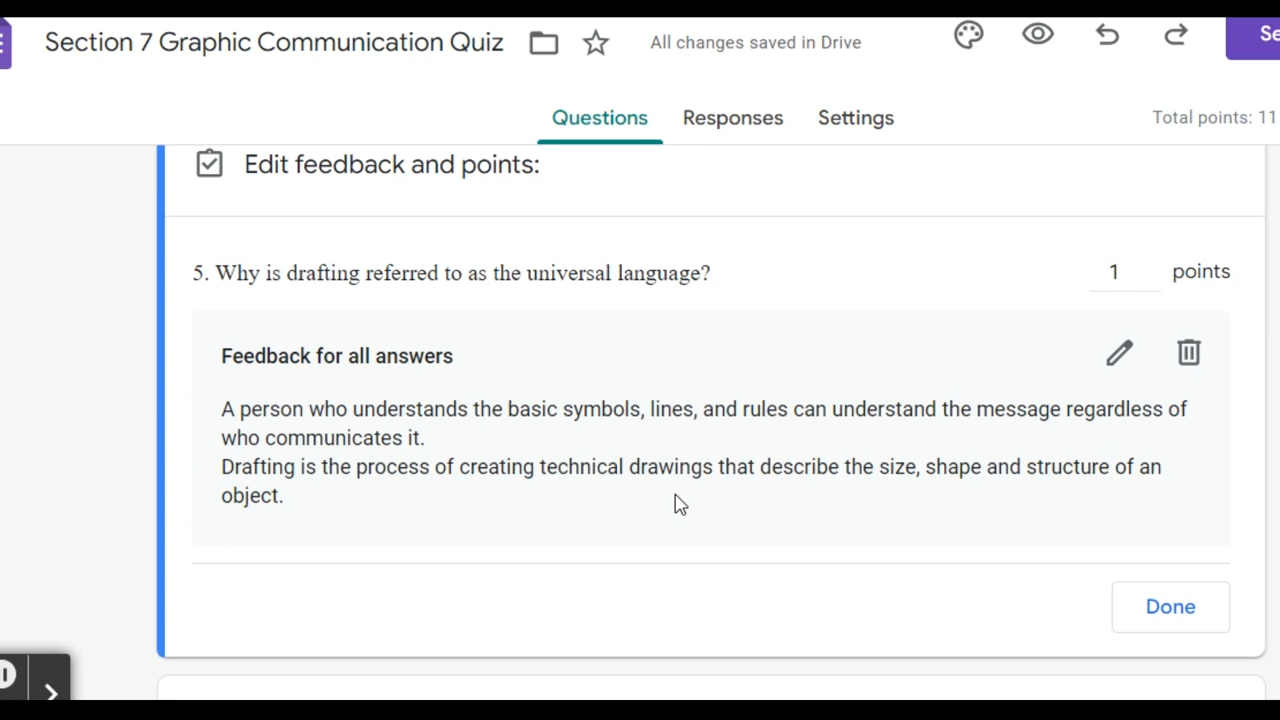 Section 7 Graphic Communication Quiz
All changes saved in Drive
Questions
Responses
Settings
Total points: 11
Edit feedback and points:
5. Why is drafting referred to as the universal language?
1 points
Feedback for all answers
A person who understands the basic symbols, lines, and rules can understand the message regardless of
who communicates it.
Drafting is the process of creating technical drawings that describe the size, shape and structure of an
object.
Done